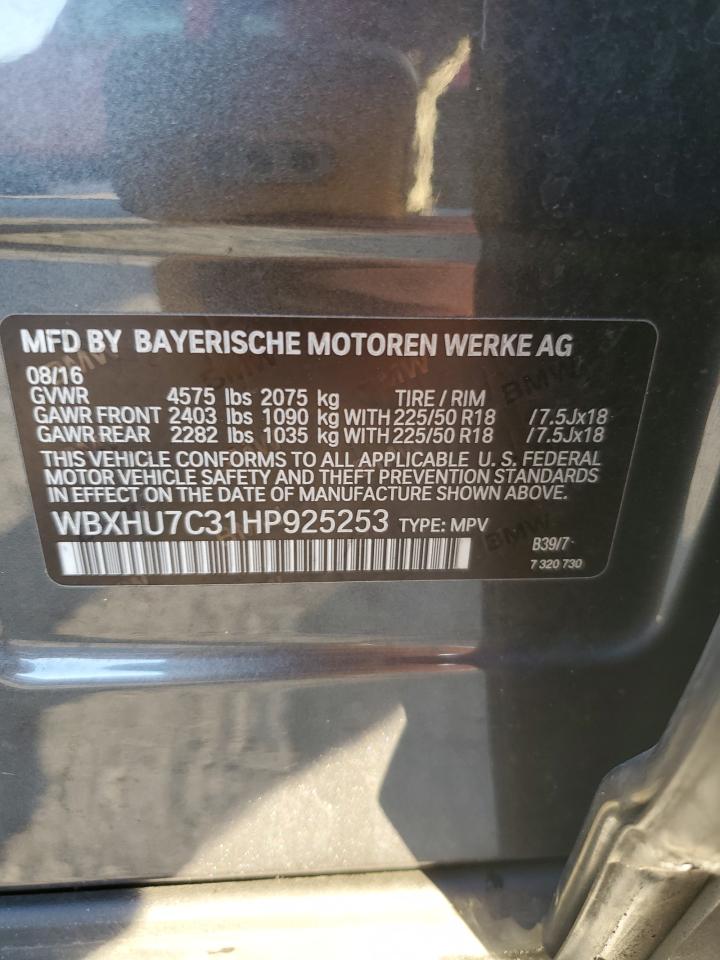 MFD BY BAYERISCHE MOTOREN WERKE AG
08/16
GVWR 4575 lbs 2075 kg TIRE / RIM
GAWR FRONT 2403 lbs 1090 kg WITH 225/50 R18 /7.5Jx18
GAWR REAR 2282 lbs 1035 kg WITH 225/50 R18 /7.5Jx18
THIS VEHICLE CONFORMS TO ALL APPLICABLE U. S. FEDERAL
MOTOR VEHICLE SAFETY AND THEFT PREVENTION STANDARDS
IN EFFECT ON THE DATE OF MANUFACTURE SHOWN ABOVE.
WBXHU7C31HP925253 TYPE: MPV
B39/7
7 320 730
BMW
BMW
BMW